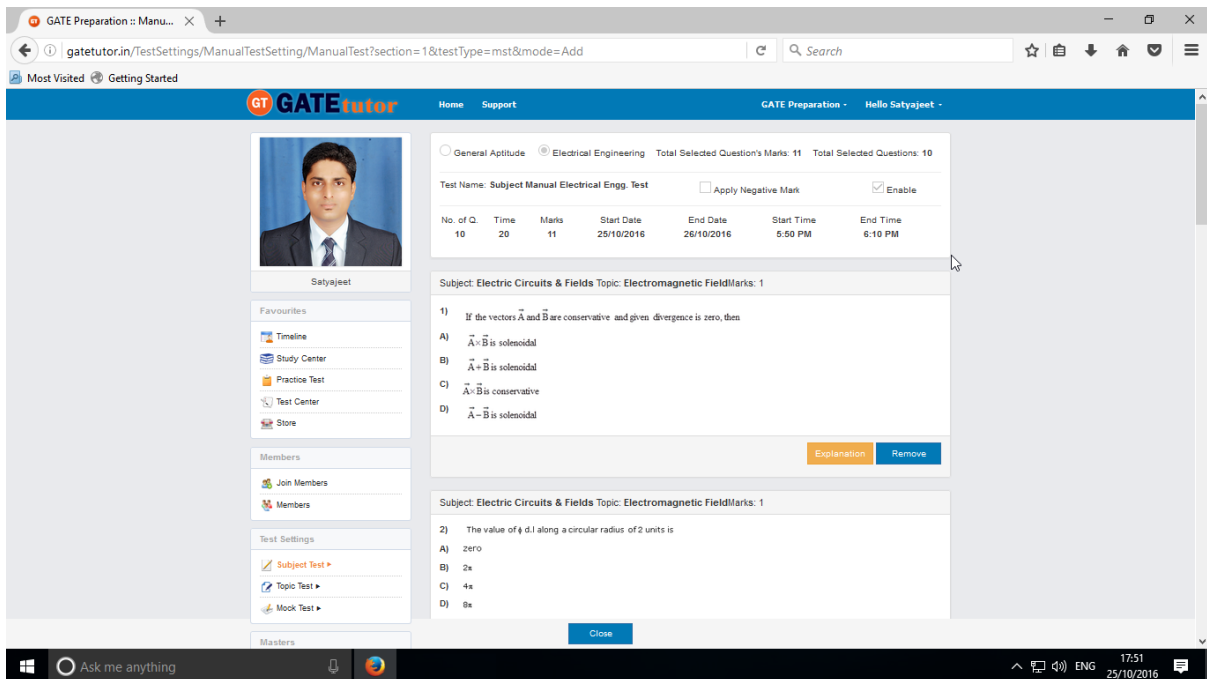 GATE Preparation :: Manu...
gatetutor.in/TestSettings/ManualTestSetting/ManualTest?section=1&testType=mst&mode=Add
Search
Most Visited Getting Started
GT GATEtutor Home Support GATE Preparation Hello Satyajeet
General Aptitude Electrical Engineering Total Selected Question's Marks: 11 Total Selected Questions: 10
Test Name: Subject Manual Electrical Engg. Test Apply Negative Mark Enable
No. of Q. Time Marks Start Date End Date Start Time End Time
10 20 11 25/10/2016 26/10/2016 5:50 PM 6:10 PM
Satyajeet
Favourites
Timeline
Study Center
Practice Test
Test Center
Store
Members
Join Members
Members
Test Settings
Subject Test
Topic Test
Mock Test
Masters
Subject: Electric Circuits & Fields Topic: Electromagnetic FieldMarks: 1
1) If the vectors A⃗ and B⃗ are conservative and given divergence is zero, then
A) A⃗×B⃗ is solenoidal
B) A⃗+B⃗ is solenoidal
C) A⃗×B⃗ is conservative
D) A⃗−B⃗ is solenoidal
Explanation Remove
Subject: Electric Circuits & Fields Topic: Electromagnetic FieldMarks: 1
2) The value of ϕ d.l along a circular radius of 2 units is
A) zero
B) 2π
C) 4π
D) 8π
Close
Ask me anything
ENG
17:51
25/10/2016